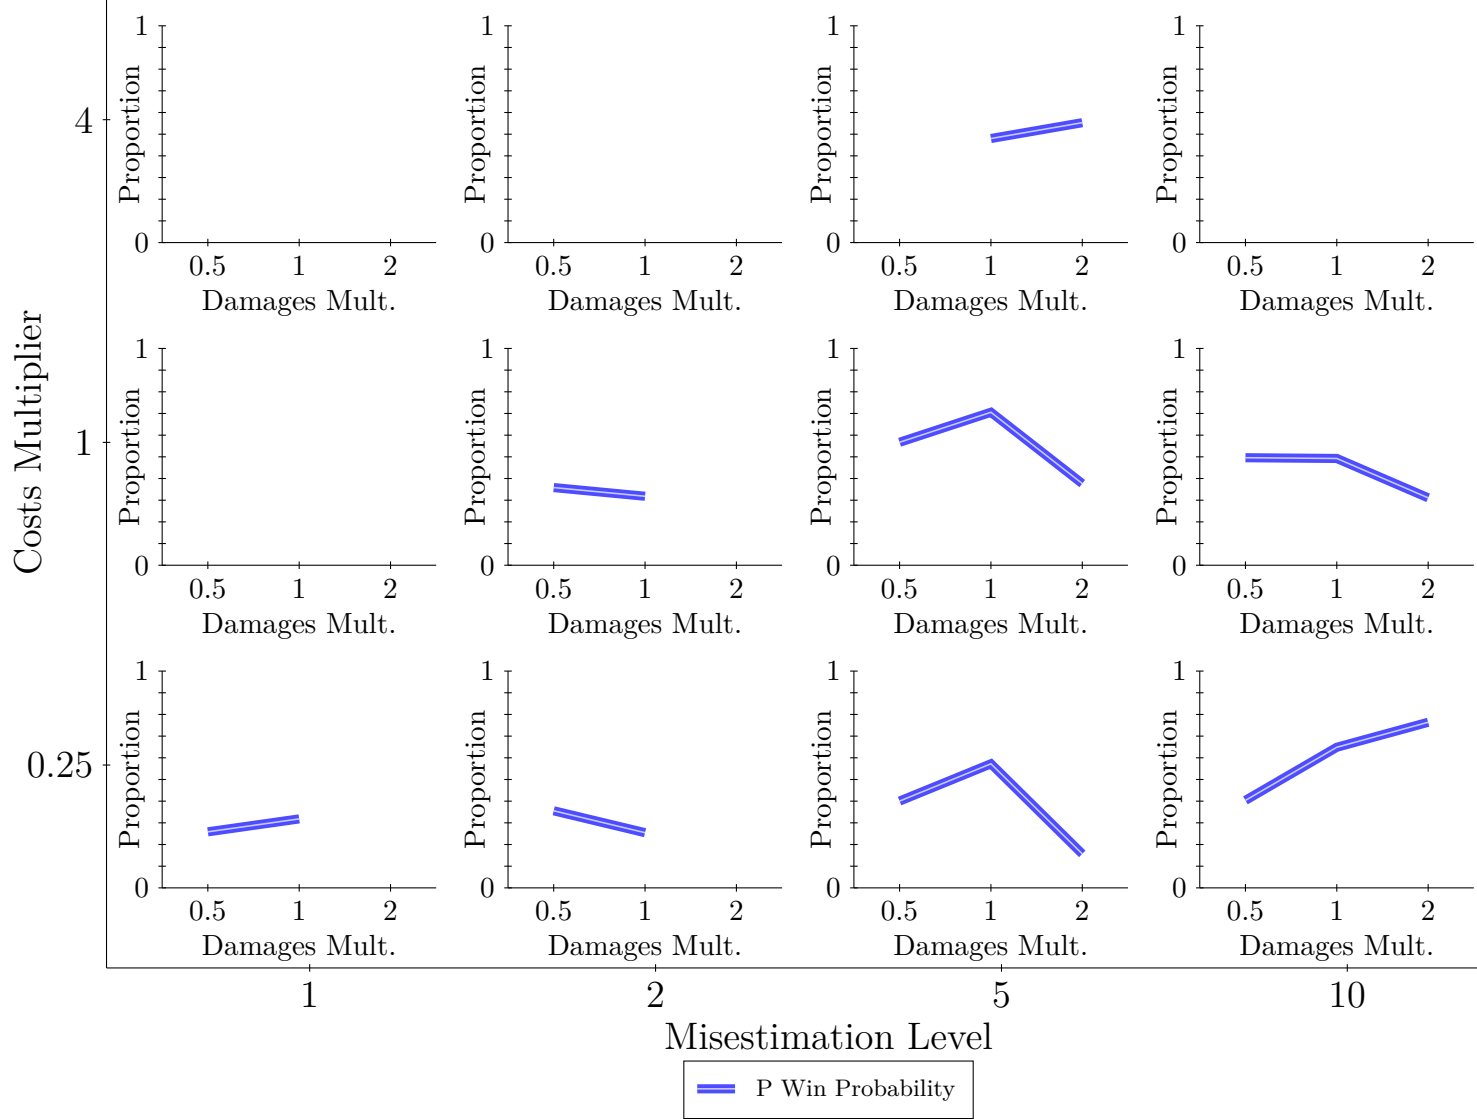 1 1 1 1
Proportion Proportion Proportion Proportion
4
0 0 0 0
0.5 1 2 0.5 1 2 0.5 1 2 0.5 1 2
Damages Mult. Damages Mult. Damages Mult. Damages Mult.
Costs Multiplier
1 1 1 1
Proportion Proportion Proportion Proportion
1
0 0 0 0
0.5 1 2 0.5 1 2 0.5 1 2 0.5 1 2
Damages Mult. Damages Mult. Damages Mult. Damages Mult.
1 1 1 1
Proportion Proportion Proportion Proportion
0.25
0 0 0 0
0.5 1 2 0.5 1 2 0.5 1 2 0.5 1 2
Damages Mult. Damages Mult. Damages Mult. Damages Mult.
1 2 5 10
Misestimation Level
P Win Probability